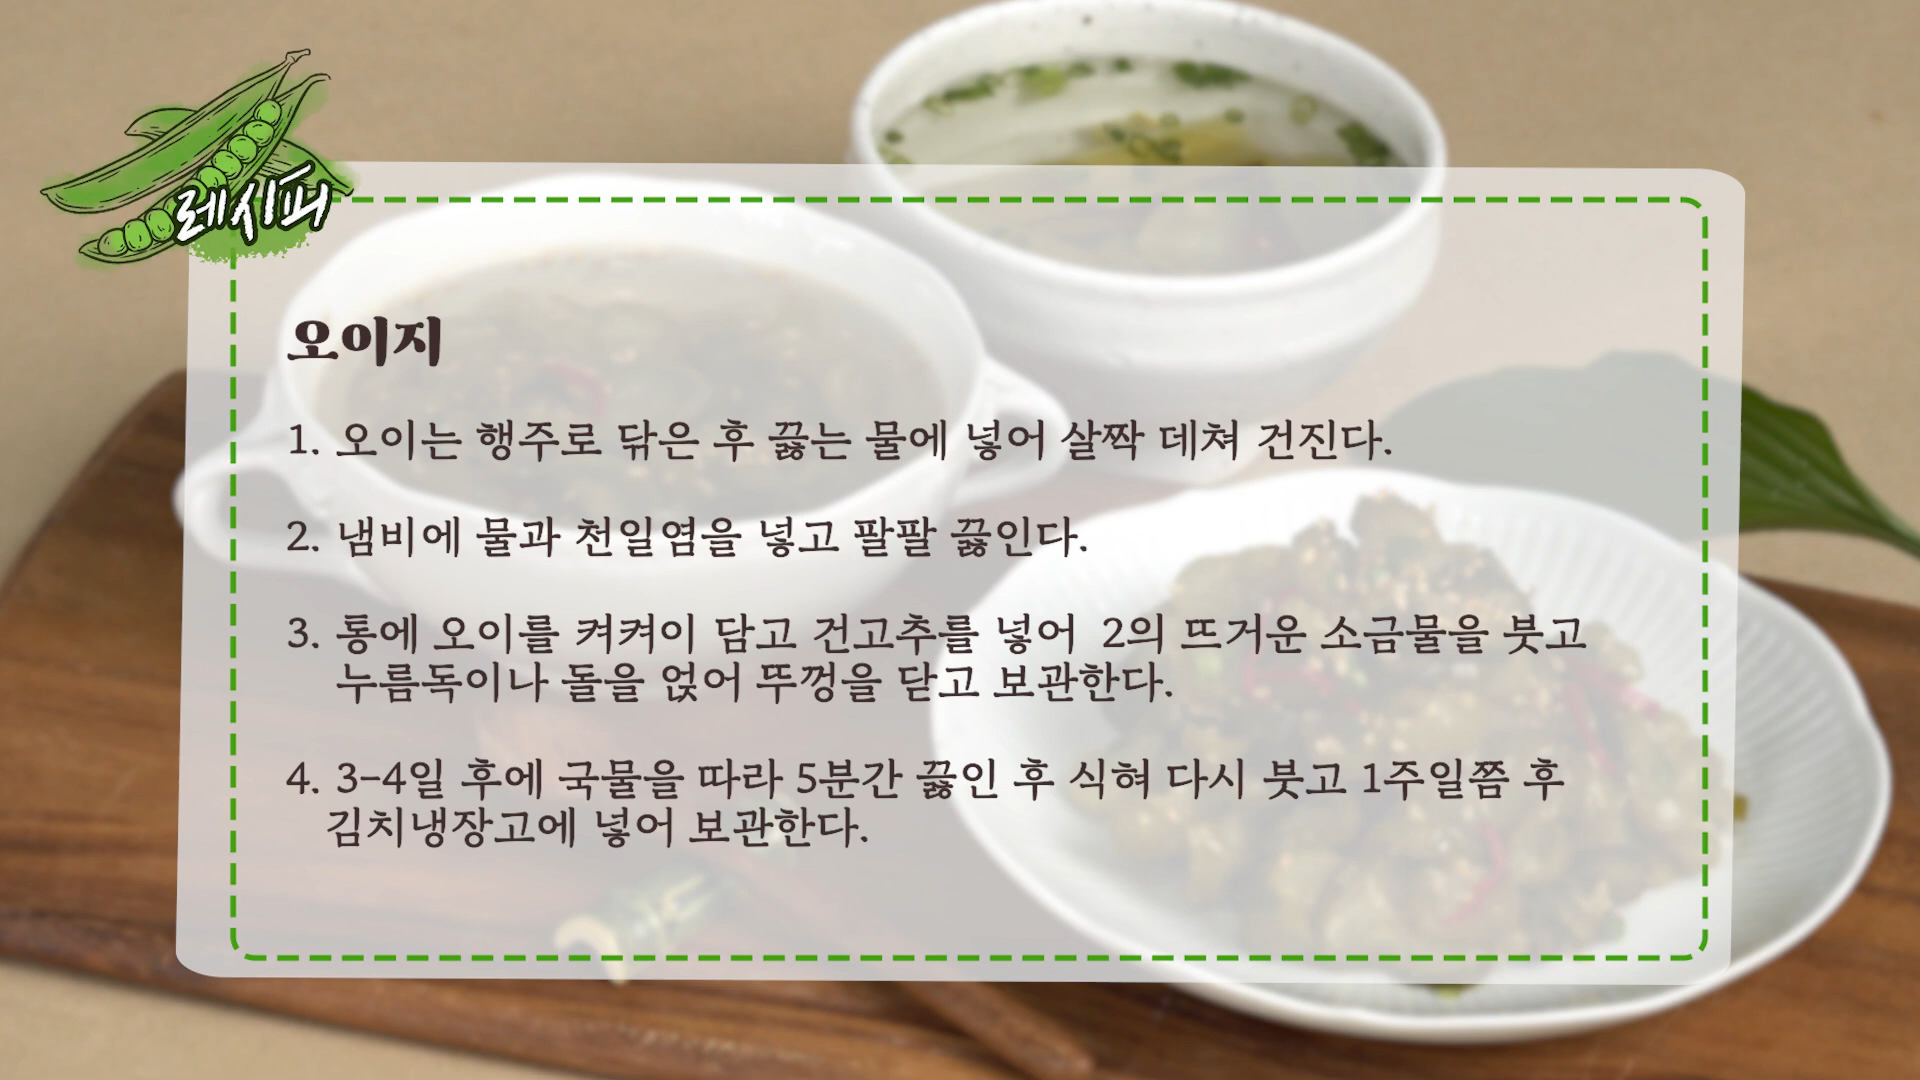 레시피
오이지
1. 오이는 행주로 닦은 후 끓는 물에 넣어 살짝 데쳐 건진다.
2. 냄비에 물과 천일염을 넣고 팔팔 끓인다.
3. 통에 오이를 켜켜이 담고 건고추를 넣어 2의 뜨거운 소금물을 붓고
누름독이나 돌을 얹어 뚜껑을 닫고 보관한다.
4. 3-4일 후에 국물을 따라 5분간 끓인 후 식혀 다시 붓고 1주일쯤 후
김치냉장고에 넣어 보관한다.